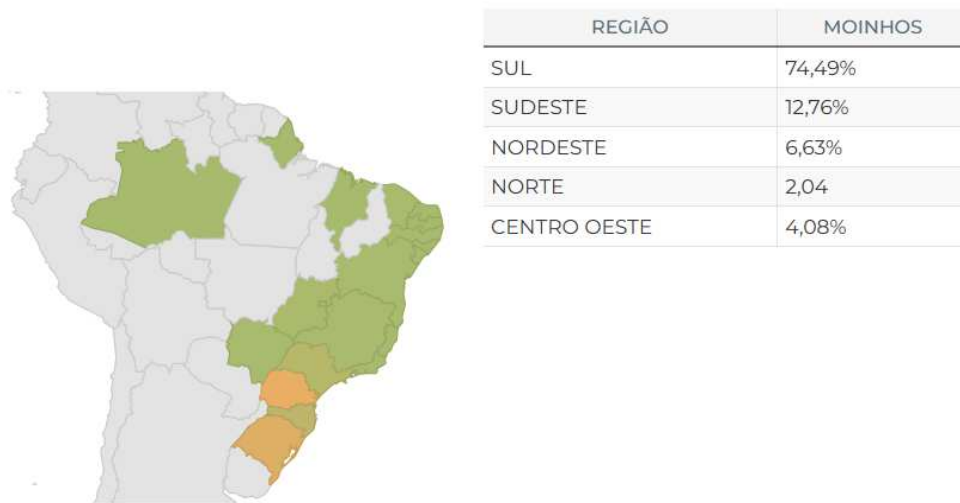 REGIÃO MOINHOS
SUL 74,49%
SUDESTE 12,76%
NORDESTE 6,63%
NORTE 2,04
CENTRO OESTE 4,08%